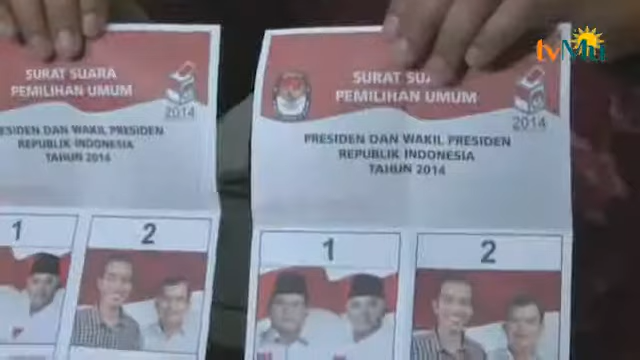 tvMu
SURAT SUARA
PEMILIHAN UMUM
2014
PRESIDEN DAN WAKIL PRESIDEN
REPUBLIK INDONESIA
TAHUN 2014
1
2
SURAT SUARA
PEMILIHAN UMUM
2014
PRESIDEN DAN WAKIL PRESIDEN
REPUBLIK INDONESIA
TAHUN 2014
1
2